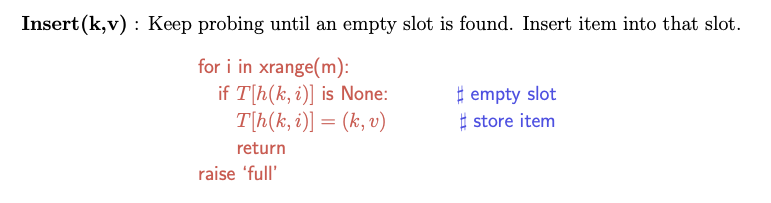 Insert(k,v) : Keep probing until an empty slot is found. Insert item into that slot.
for i in xrange(m):
if T[h(k, i)] is None: ♯ empty slot
T[h(k, i)] = (k, v) ♯ store item
return
raise ‘full’